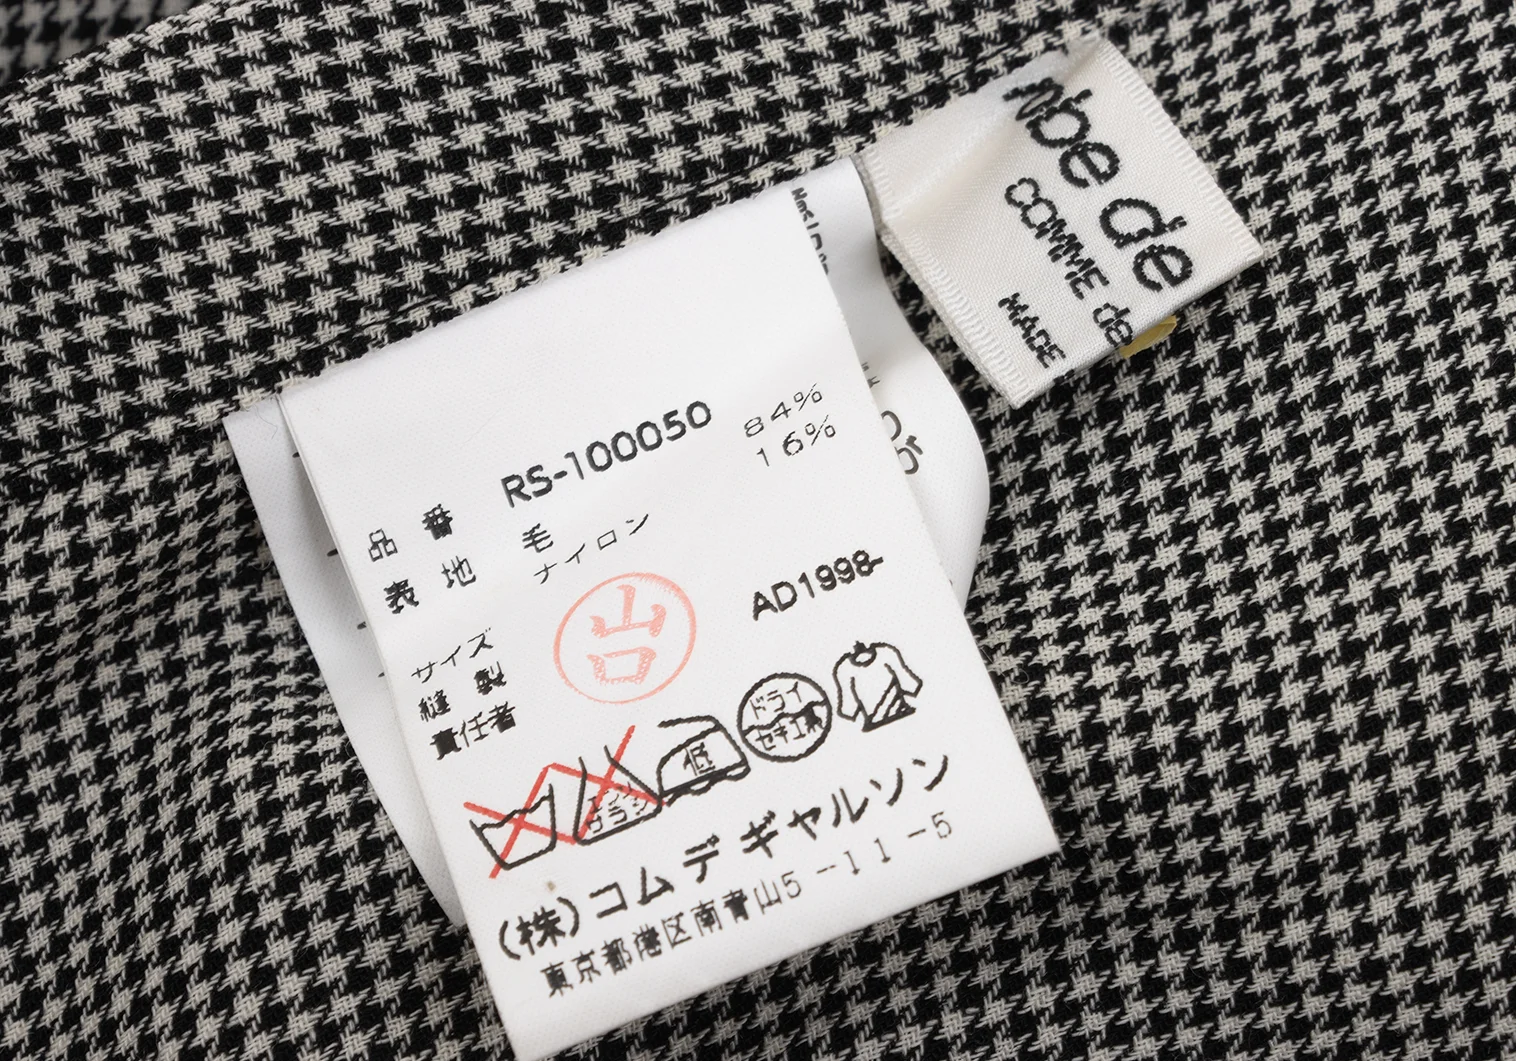 品番 RS-100050
表地 毛 84%
ナイロン 16%
サイズ
縫製
責任者
山口
AD1998
低
ドライ
セキユ系
(株)コム デ ギャルソン
東京都港区南青山5-11-5
robe de
COMME des
MADE